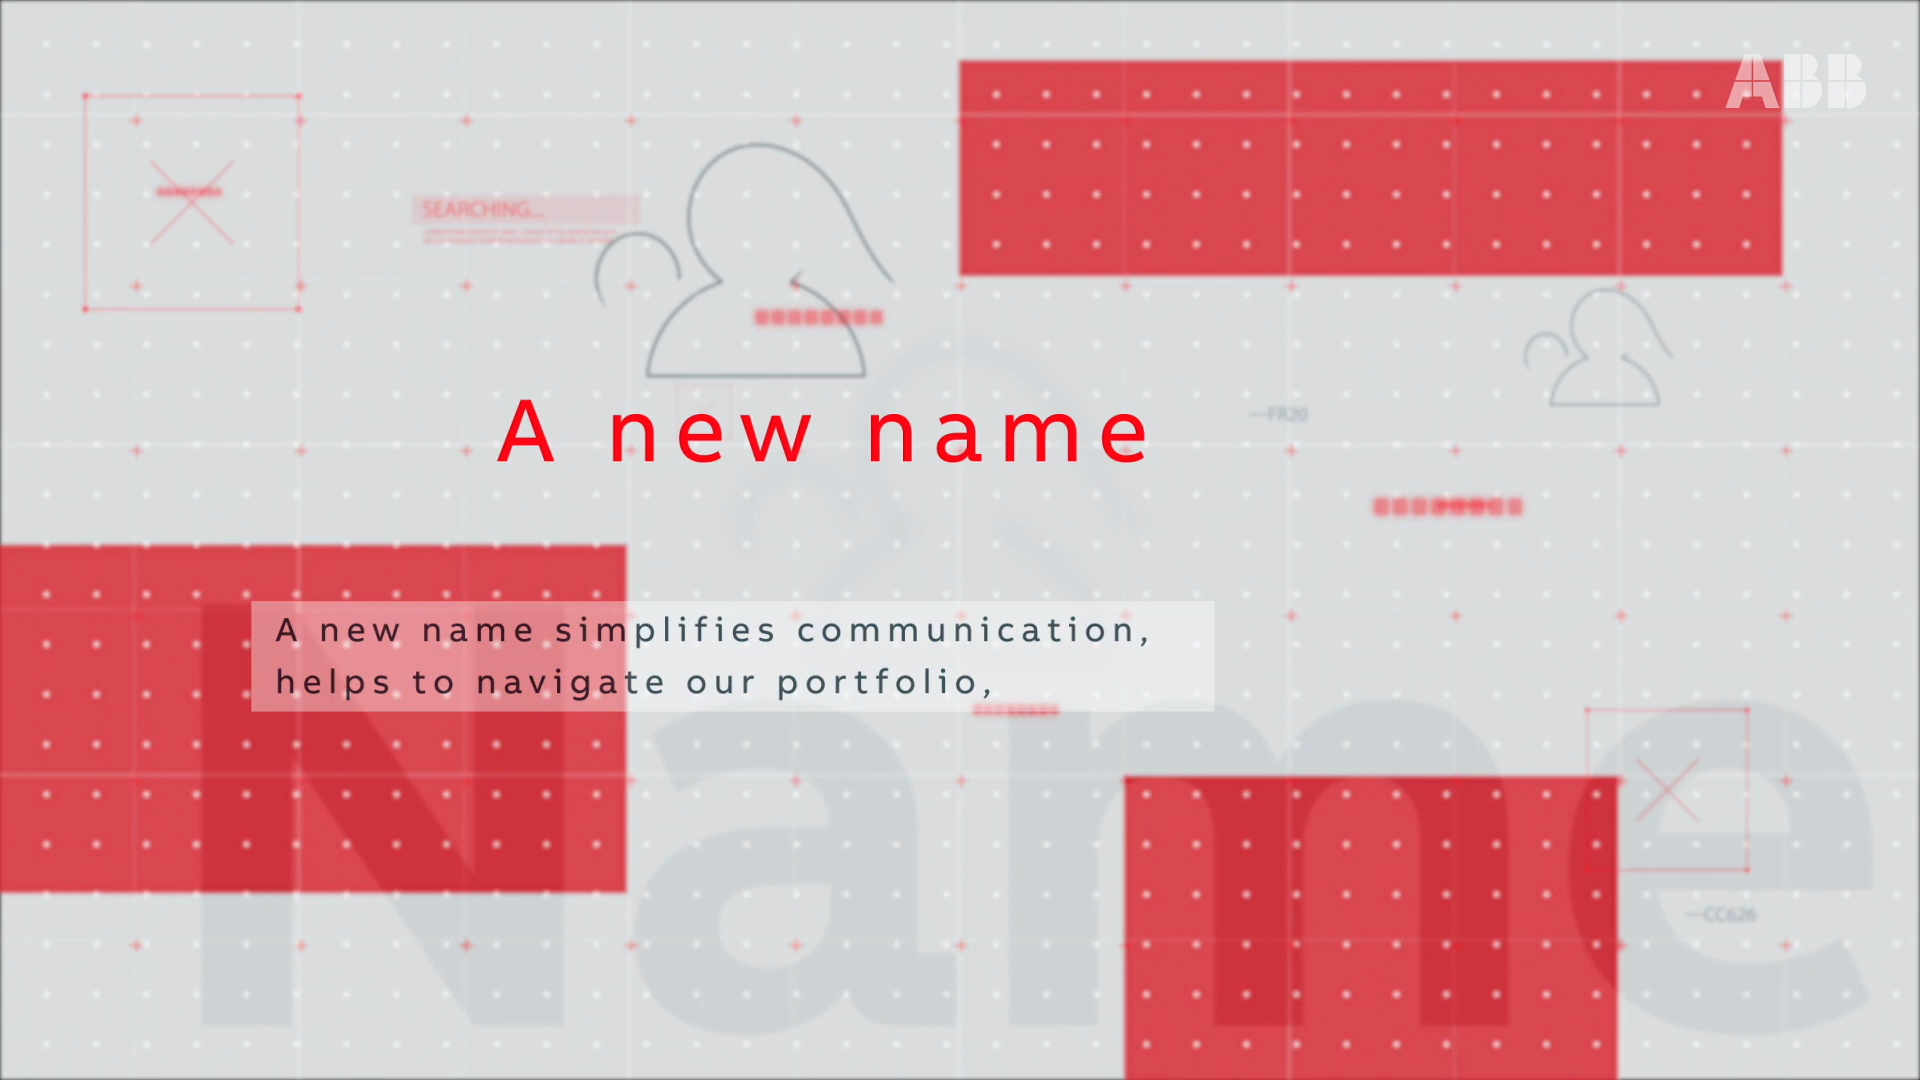 ABB
SEARCHING...
A new name
—FR20
A new name simplifies communication,
helps to navigate our portfolio,
Name
—CC626